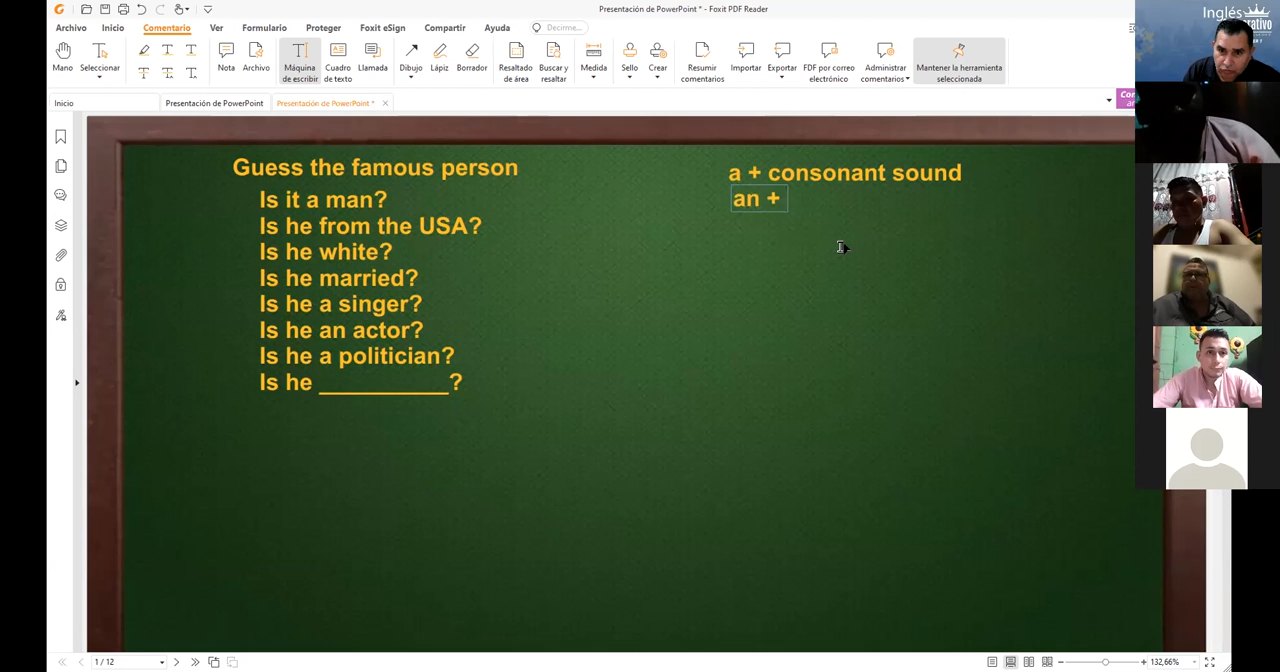 Presentación de PowerPoint * - Foxit PDF Reader
Archivo Inicio Comentario Ver Formulario Proteger Foxit eSign Compartir Ayuda Decirme...
Mano Seleccionar Nota Archivo Máquina de escribir Cuadro de texto Llamada Dibujo Lápiz Borrador Resaltado de área Buscar y resaltar Medida Sello Crear Resumir comentarios Importar Exportar FDF por correo electrónico Administrar comentarios Mantener la herramienta seleccionada
Inicio Presentación de PowerPoint Presentación de PowerPoint *
Inglés
Guess the famous person
Is it a man?
Is he from the USA?
Is he white?
Is he married?
Is he a singer?
Is he an actor?
Is he a politician?
Is he __________?
a + consonant sound
an +
1 / 12
132,66%